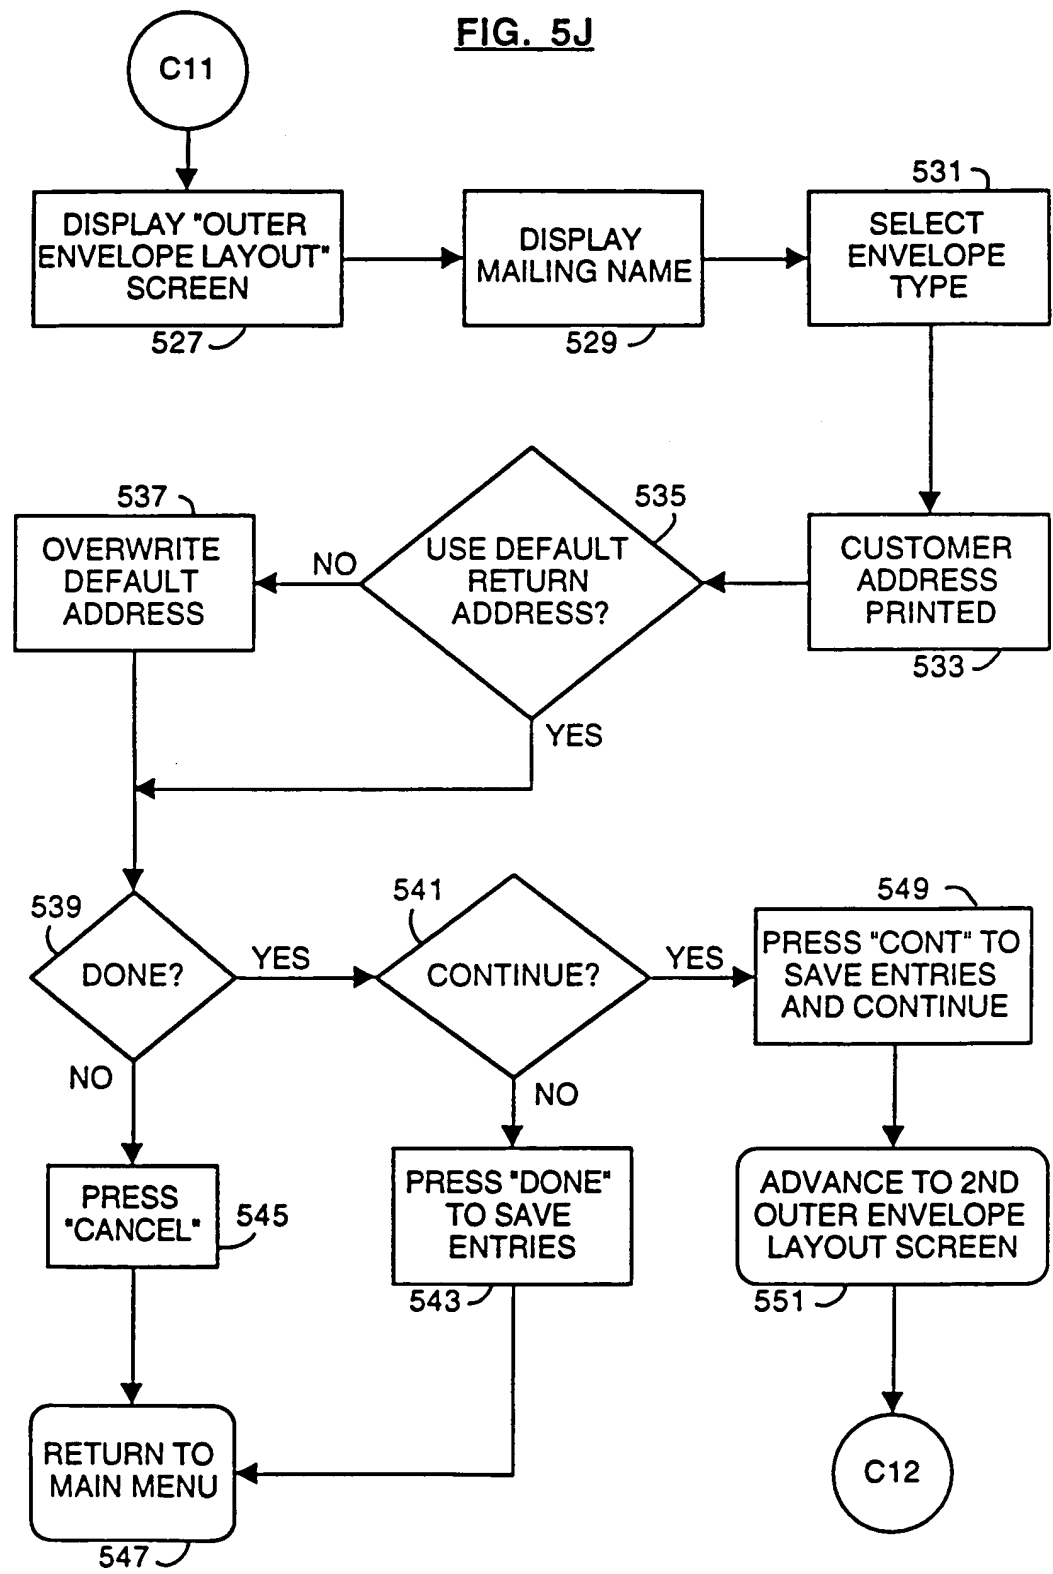 FIG. 5J
C11
DISPLAY "OUTER
ENVELOPE LAYOUT"
SCREEN
527
DISPLAY
MAILING NAME
529
531
SELECT
ENVELOPE
TYPE
CUSTOMER
ADDRESS
PRINTED
533
535
USE DEFAULT
RETURN
ADDRESS?
NO
YES
537
OVERWRITE
DEFAULT
ADDRESS
539
DONE?
YES
NO
541
CONTINUE?
YES
NO
549
PRESS "CONT" TO
SAVE ENTRIES
AND CONTINUE
PRESS
"CANCEL"
545
PRESS "DONE"
TO SAVE
ENTRIES
543
ADVANCE TO 2ND
OUTER ENVELOPE
LAYOUT SCREEN
551
RETURN TO
MAIN MENU
547
C12